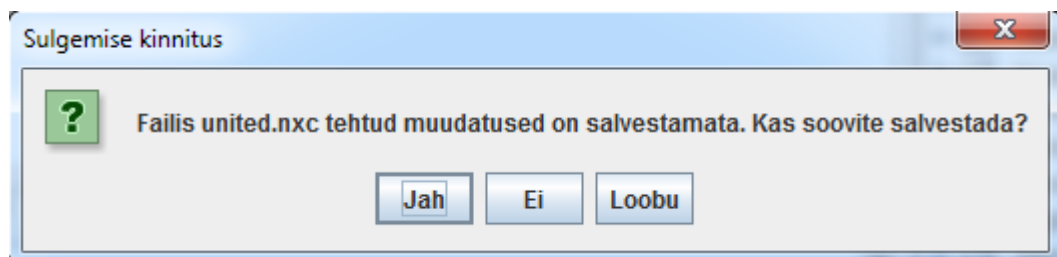 Sulgemise kinnitus
Failis united.nxc tehtud muudatused on salvestamata. Kas soovite salvestada?
Jah Ei Loobu